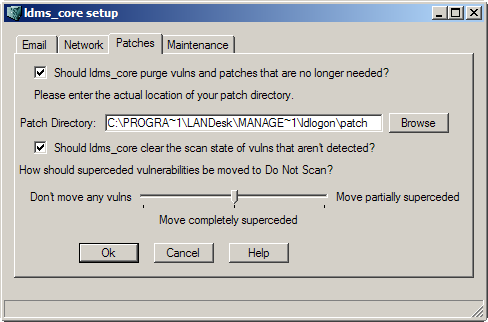 ldms_core setup
Email Network Patches Maintenance
Should ldms_core purge vulns and patches that are no longer needed?
Please enter the actual location of your patch directory.
Patch Directory: C:\PROGRA~1\LANDesk\MANAGE~1\ldlogon\patch Browse
Should ldms_core clear the scan state of vulns that aren't detected?
How should superceded vulnerabilities be moved to Do Not Scan?
Don't move any vulns Move partially superceded
Move completely superceded
Ok Cancel Help